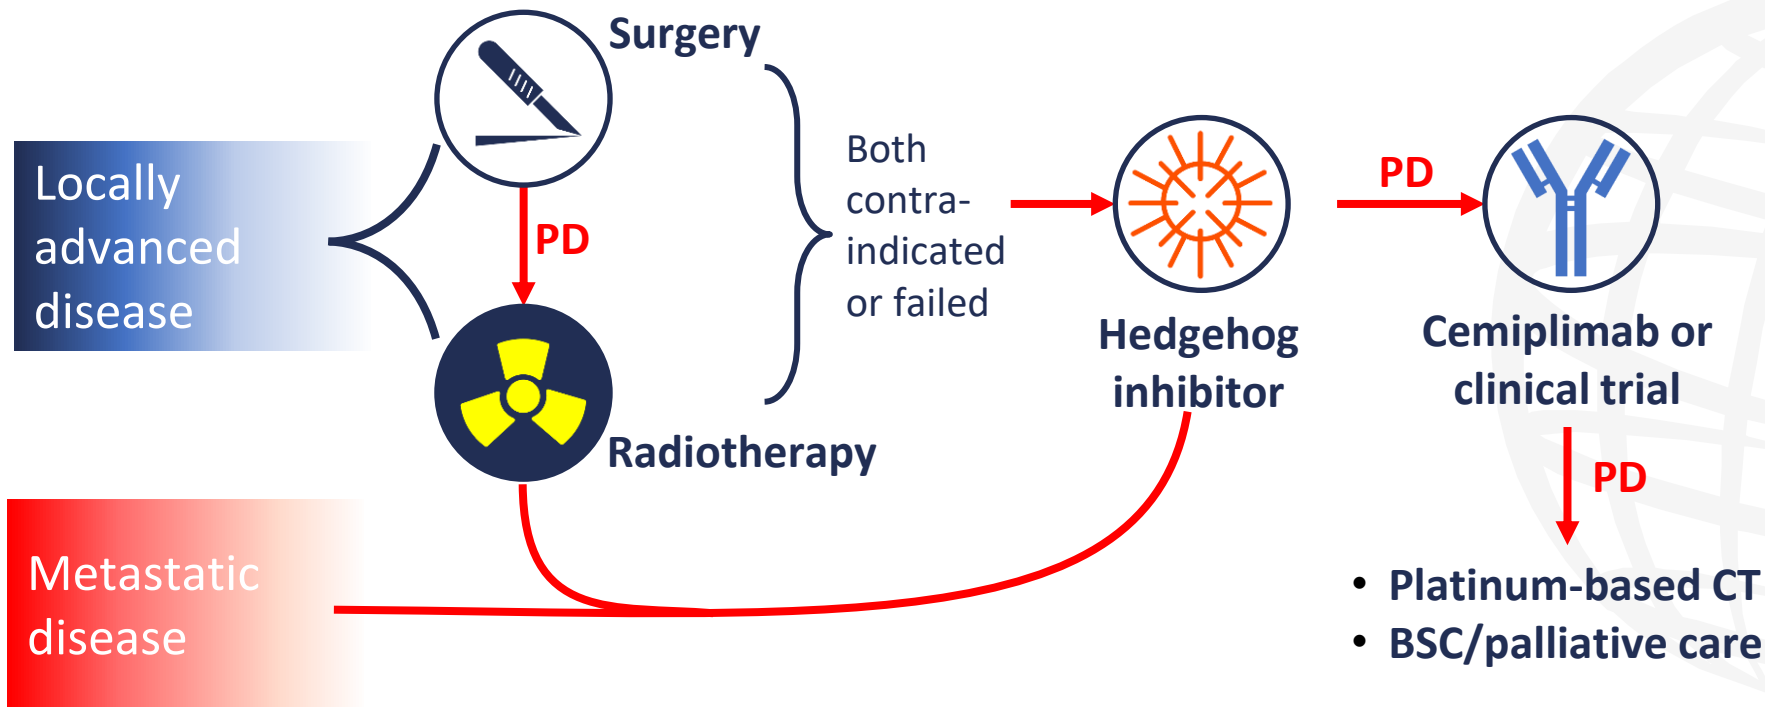 Surgery
Locally
advanced
disease
PD
Radiotherapy
Both
contra-
indicated
or failed
Hedgehog
inhibitor
PD
Cemiplimab or
clinical trial
PD
• Platinum-based CT
• BSC/palliative care
Metastatic
disease